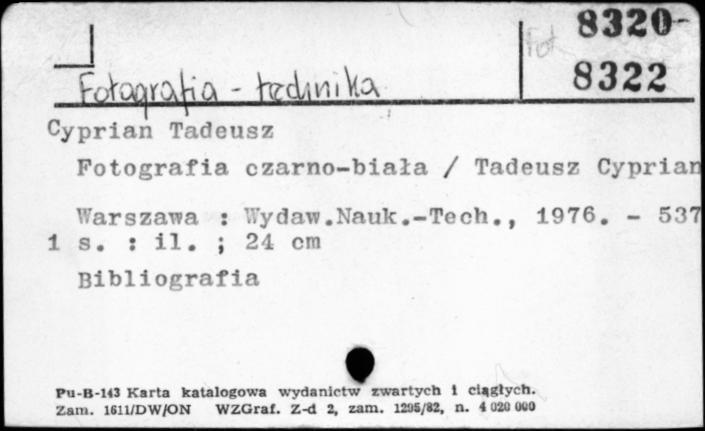 8320-
Fot
8322
Fotografia - technika
Cyprian Tadeusz
Fotografia czarno-biała / Tadeusz Cyprian
Warszawa : Wydaw.Nauk.-Tech., 1976. - 537
1 s. : il. ; 24 cm
Bibliografia
Pu-B-143 Karta katalogowa wydanictw zwartych i ciągłych.
Zam. 1611/DW/ON WZGraf. Z-d 2, zam. 1295/82, n. 4 020 000